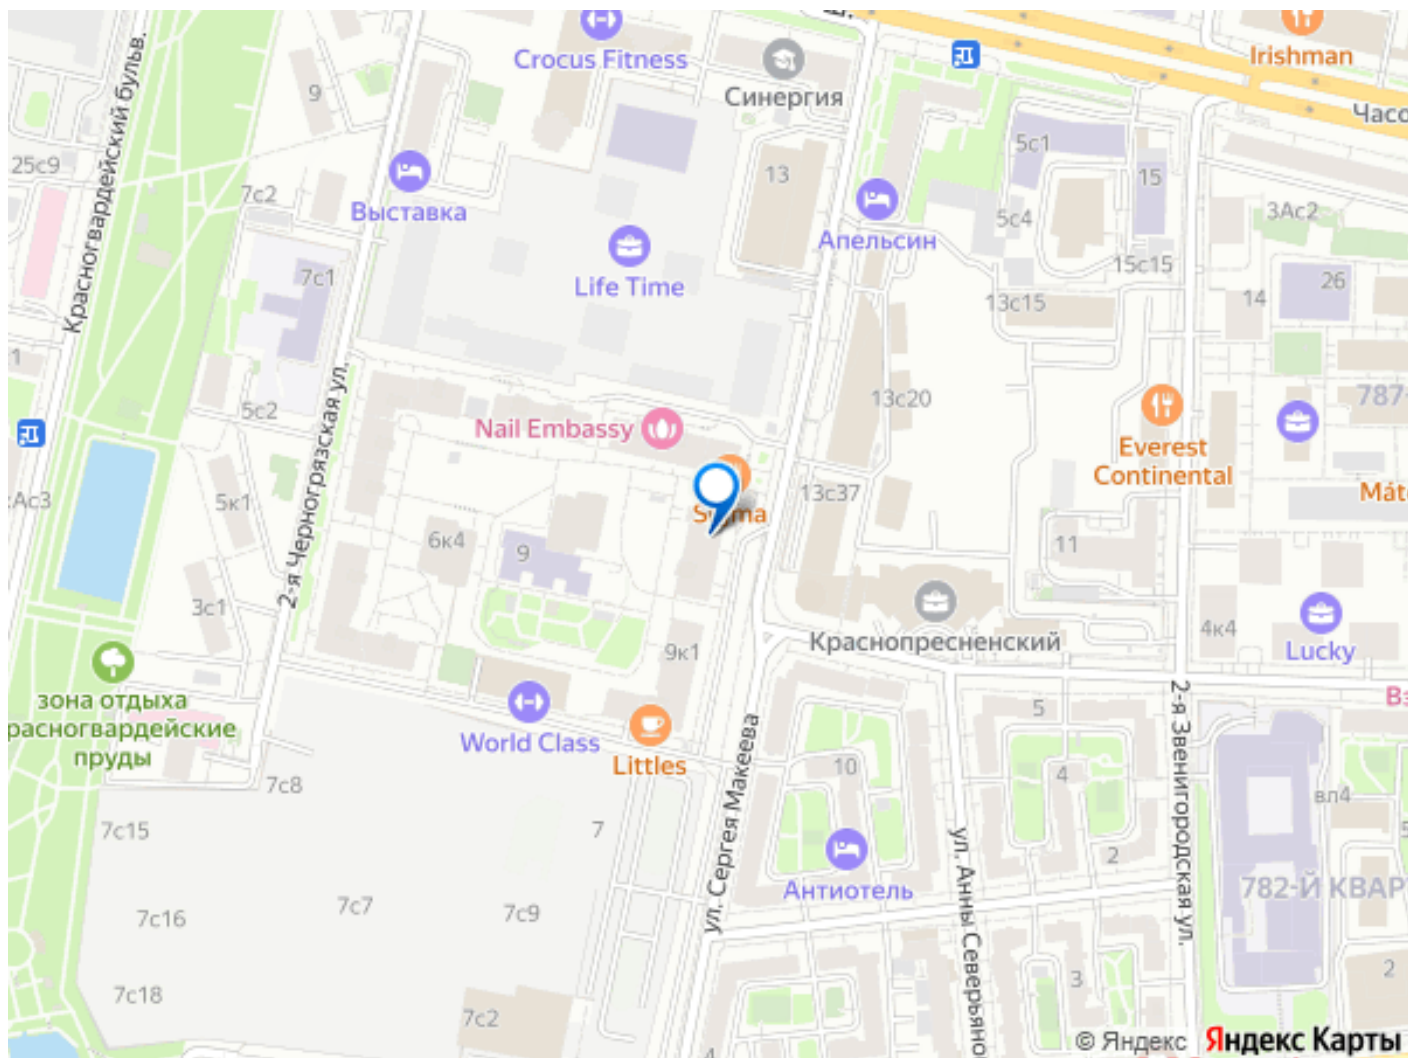 Crocus Fitness
Синергия
Irishman
Часо
Красногвардейский бульв.
9
25с9
7с2
Выставка
7с1
Life Time
13
Апельсин
5с1
15
5с4
15с15
3Ас2
26
14
13с15
1
2-я Черногрязская ул.
5с2
Nail Embassy
13с20
787-
Everest
Continental
Ас3
5к1
6к4
9
13с37
11
3с1
9к1
Краснопресненский
4к4
Lucky
зона отдыха
расногвардейские
пруды
World Class
Littles
ул. Сергея Макеева
5
2-я Звенигородская ул.
7с8
10
4
вл4
7с15
7
2
Антиотель
782-Й КВАР
ул. Анны Северьяно
7с16
7с7
7с9
7с18
3
2
7с2
4
© Яндекс Яндекс Карты